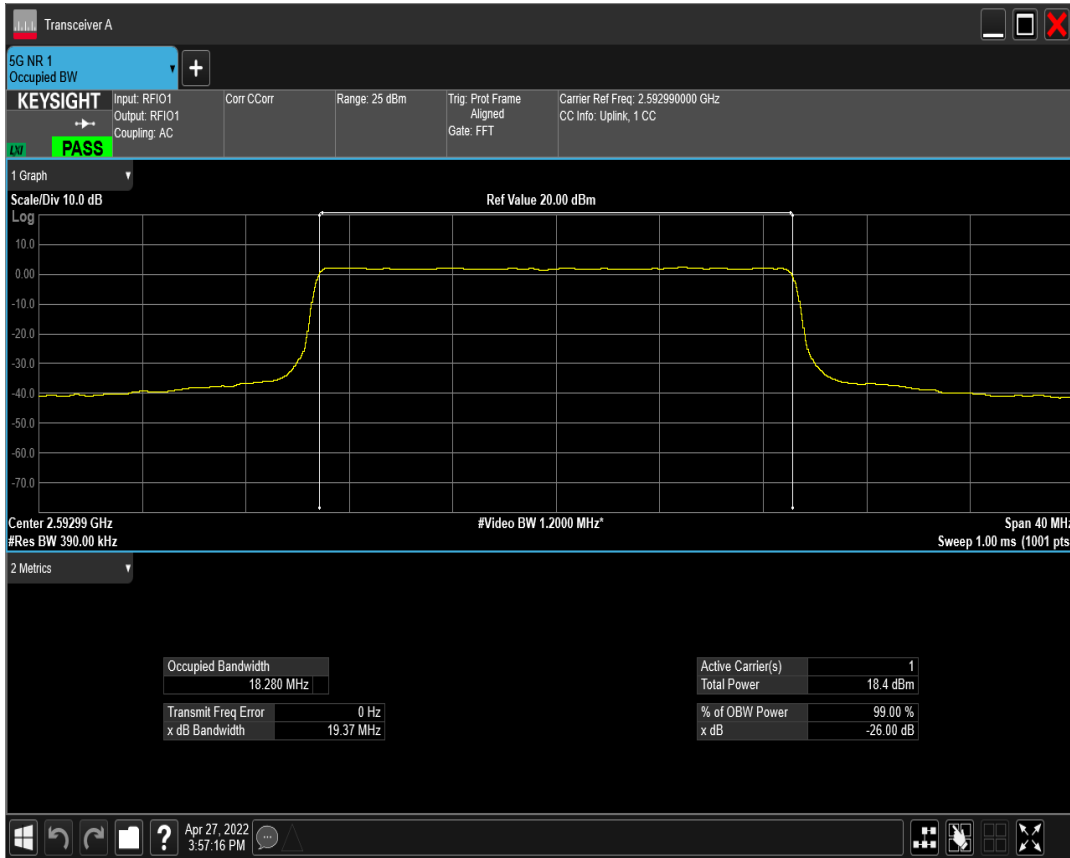 Transceiver A
5G NR 1
Occupied BW
+
KEYSIGHT
LXI
PASS
Input: RFIO1
Output: RFIO1
Coupling: AC
Corr CCorr
Range: 25 dBm
Trig: Prot Frame
Aligned
Gate: FFT
Carrier Ref Freq: 2.592990000 GHz
CC Info: Uplink, 1 CC
1 Graph
Scale/Div 10.0 dB
Ref Value 20.00 dBm
Log
10.0
0.00
-10.0
-20.0
-30.0
-40.0
-50.0
-60.0
-70.0
Center 2.59299 GHz
#Video BW 1.2000 MHz*
Span 40 MHz
#Res BW 390.00 kHz
Sweep 1.00 ms (1001 pts
2 Metrics
Occupied Bandwidth
18.280 MHz
Transmit Freq Error 0 Hz
x dB Bandwidth 19.37 MHz
Active Carrier(s) 1
Total Power 18.4 dBm
% of OBW Power 99.00 %
x dB -26.00 dB
?
Apr 27, 2022
3:57:16 PM